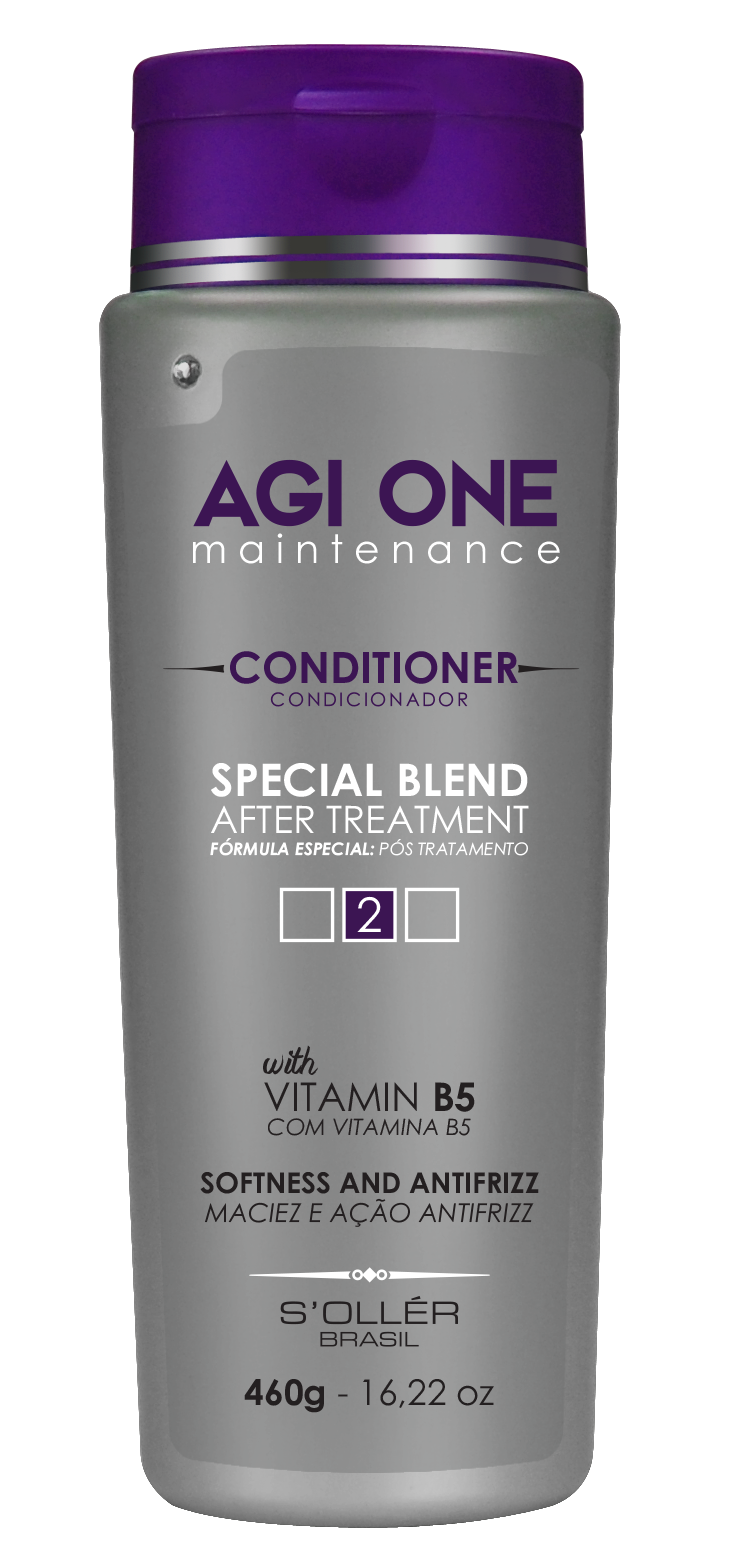 AGI ONE
maintenance
CONDITIONER
CONDICIONADOR
SPECIAL BLEND
AFTER TREATMENT
FÓRMULA ESPECIAL: PÓS TRATAMENTO
2
with
VITAMIN B5
COM VITAMINA B5
SOFTNESS AND ANTIFRIZZ
MACIEZ E AÇÃO ANTIFRIZZ
S'OLLÉR
BRASIL
460g - 16,22 oz